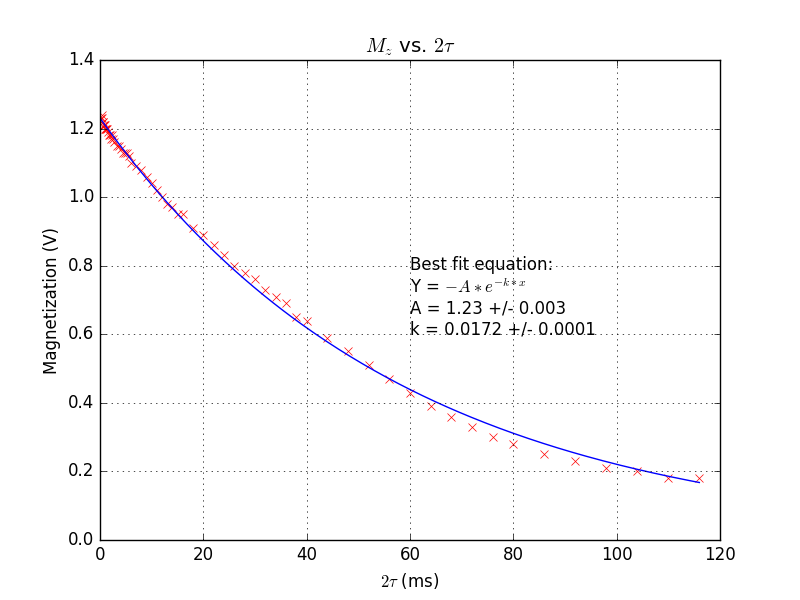 M_z vs. 2τ
1.4
1.2
1.0
0.8
0.6
0.4
0.2
0.0
Magnetization (V)
Best fit equation:
Y = −A∗e^{−k∗x}
A = 1.23 +/- 0.003
k = 0.0172 +/- 0.0001
0 20 40 60 80 100 120
2τ (ms)